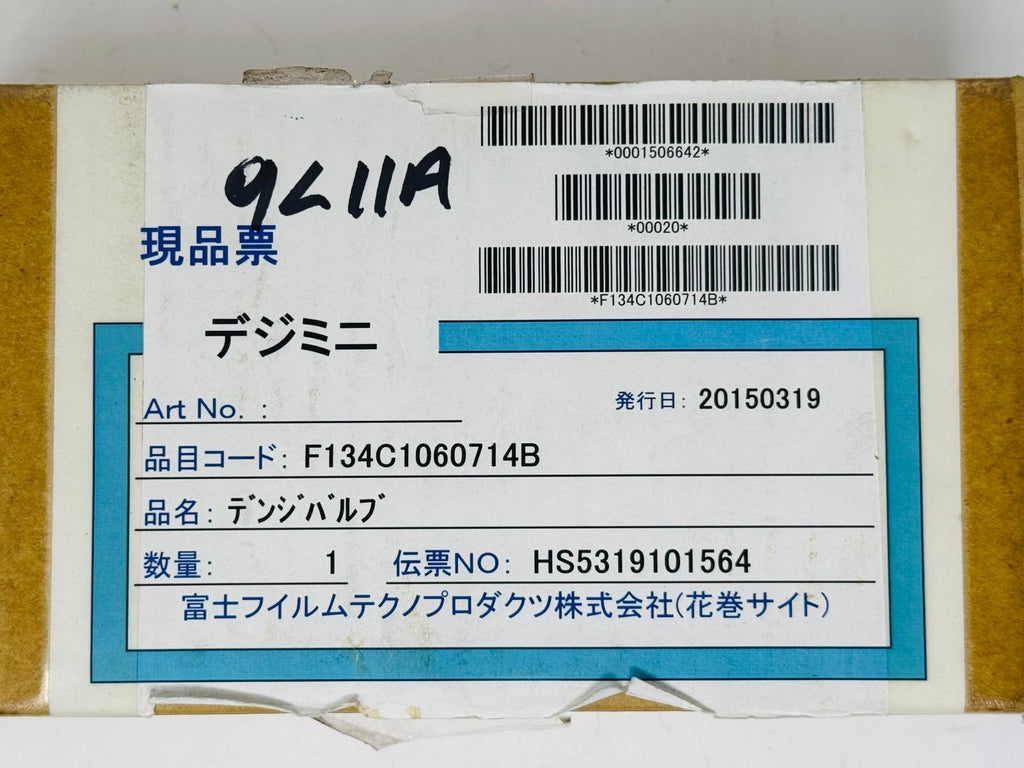 *0001506642*
9L11A
*00020*
現品票
*F134C1060714B*
デジミニ
Art No. :
発行日: 20150319
品目コード: F134C1060714B
品名: ﾃﾞﾝｼﾞﾊﾞﾙﾌﾞ
数量: 1 伝票NO: HS5319101564
富士フイルムテクノプロダクツ株式会社(花巻サイト)